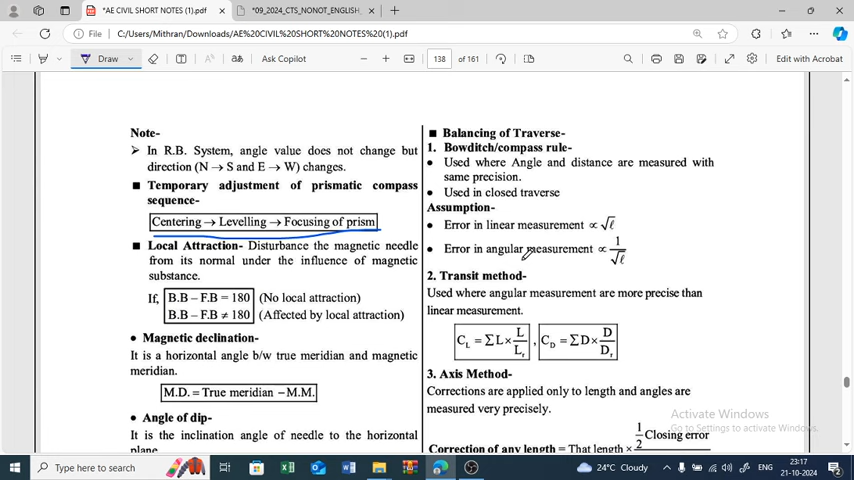 *AE CIVIL SHORT NOTES (1).pdf
*09_2024_CTS_NONOT_ENGLISH_
File
C:/Users/Mithran/Downloads/AE%20CIVIL%20SHORT%20NOTES%20(1).pdf
Draw
Ask Copilot
138 of 161
Edit with Acrobat
Note-
In R.B. System, angle value does not change but
direction (N → S and E → W) changes.
Temporary adjustment of prismatic compass
sequence-
Centering → Levelling → Focusing of prism
Local Attraction- Disturbance the magnetic needle
from its normal under the influence of magnetic
substance.
If, B.B – F.B = 180 (No local attraction)
B.B – F.B ≠ 180 (Affected by local attraction)
Magnetic declination-
It is a horizontal angle b/w true meridian and magnetic
meridian.
M.D. = True meridian – M.M.
Angle of dip-
It is the inclination angle of needle to the horizontal
plane
Balancing of Traverse-
1. Bowditch/compass rule-
Used where Angle and distance are measured with
same precision.
Used in closed traverse
Assumption-
Error in linear measurement ∝ √ℓ
Error in angular measurement ∝ 1/√ℓ
2. Transit method-
Used where angular measurement are more precise than
linear measurement.
C_L = ΣL × L/L_r , C_D = ΣD × D/D_r
3. Axis Method-
Corrections are applied only to length and angles are
measured very precisely.
Correction of any length = That length × 1/2 Closing error
Activate Windows
Go to Settings to activate Windows.
Type here to search
24°C Cloudy
ENG
23:17
21-10-2024
2